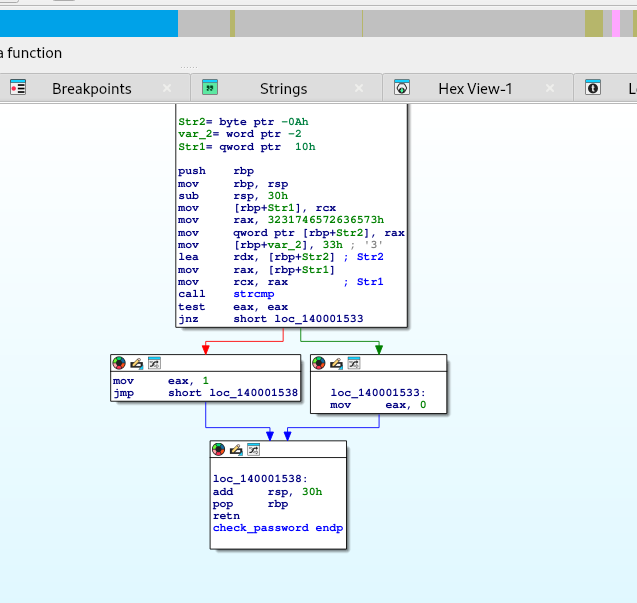 a function
Breakpoints × Strings × Hex View-1 ×
Str2= byte ptr -0Ah
var_2= word ptr -2
Str1= qword ptr  10h
push    rbp
mov     rbp, rsp
sub     rsp, 30h
mov     [rbp+Str1], rcx
mov     rax, 3231746572636573h
mov     qword ptr [rbp+Str2], rax
mov     [rbp+var_2], 33h ; '3'
lea     rdx, [rbp+Str2] ; Str2
mov     rax, [rbp+Str1]
mov     rcx, rax        ; Str1
call    strcmp
test    eax, eax
jnz     short loc_140001533
mov     eax, 1
jmp     short loc_140001538
loc_140001533:
mov     eax, 0
loc_140001538:
add     rsp, 30h
pop     rbp
retn
check_password endp